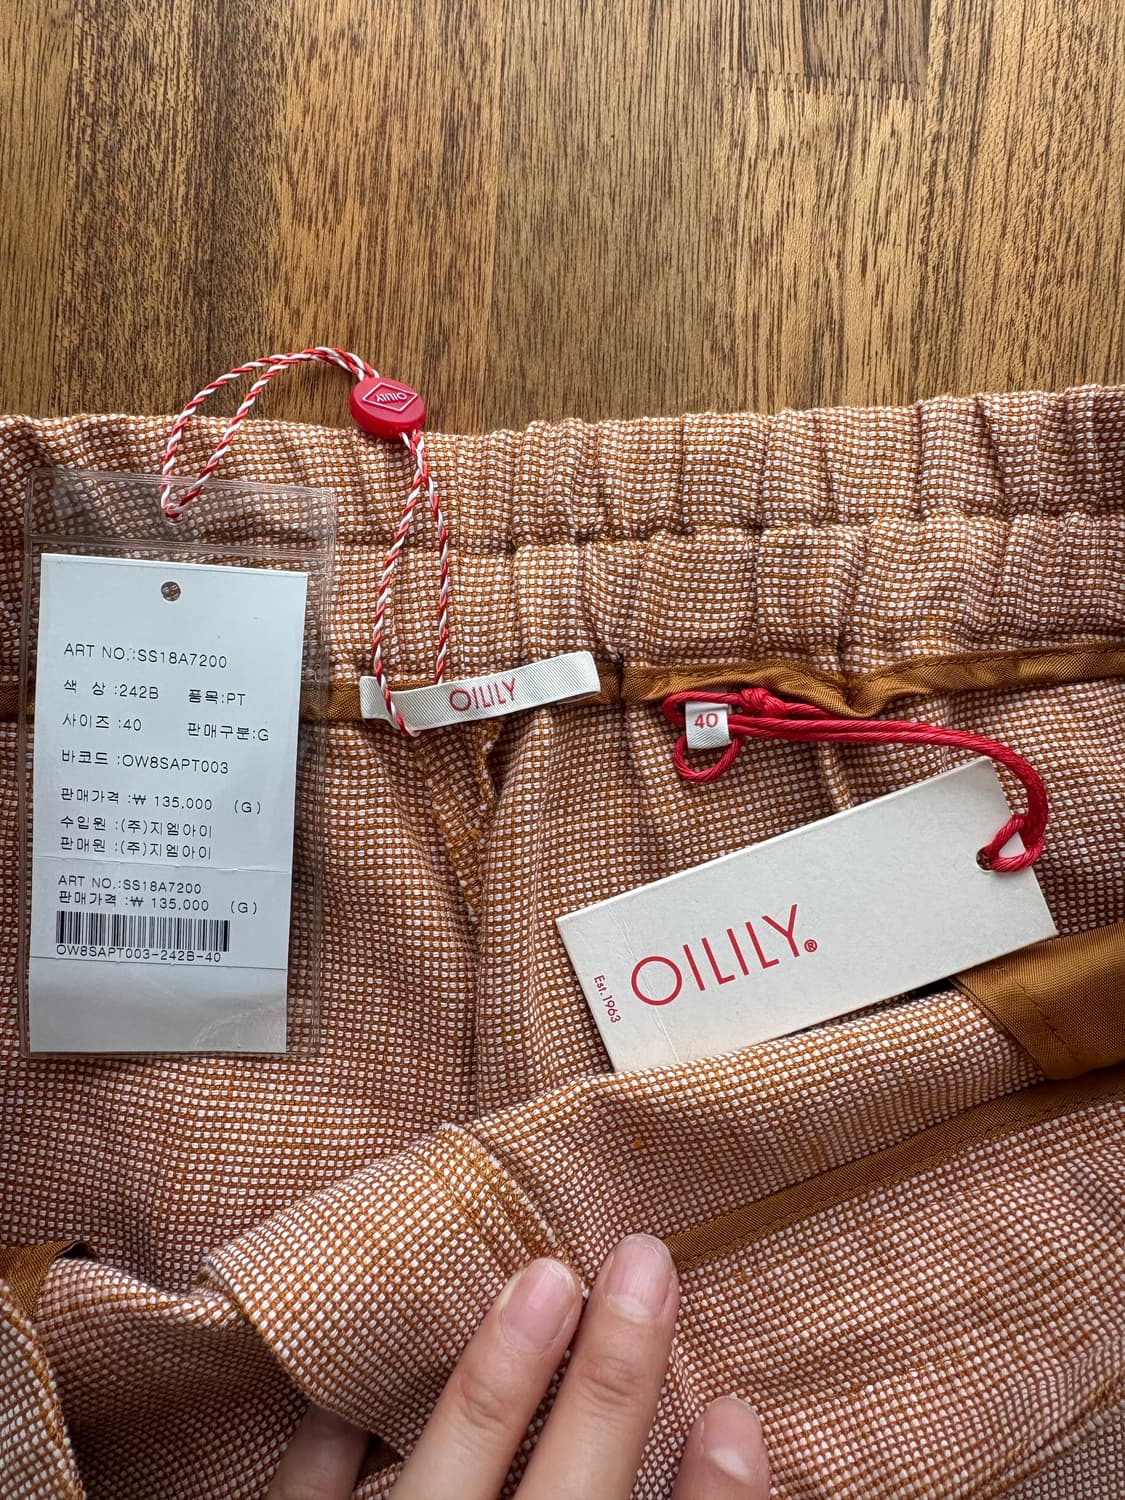 OILILY
ART NO.:SS18A7200
色 상 :242B 품목:PT
사이즈 :40 판매구분:G
바코드 :OW8SAPT003
판매가격 :₩ 135,000 (G)
수입원 :(주)지엠아이
판매원 :(주)지엠아이
ART NO.:SS18A7200
판매가격 :₩ 135,000 (G)
OW8SAPT003-242B-40
OILILY
40
OILILY®
Est. 1963